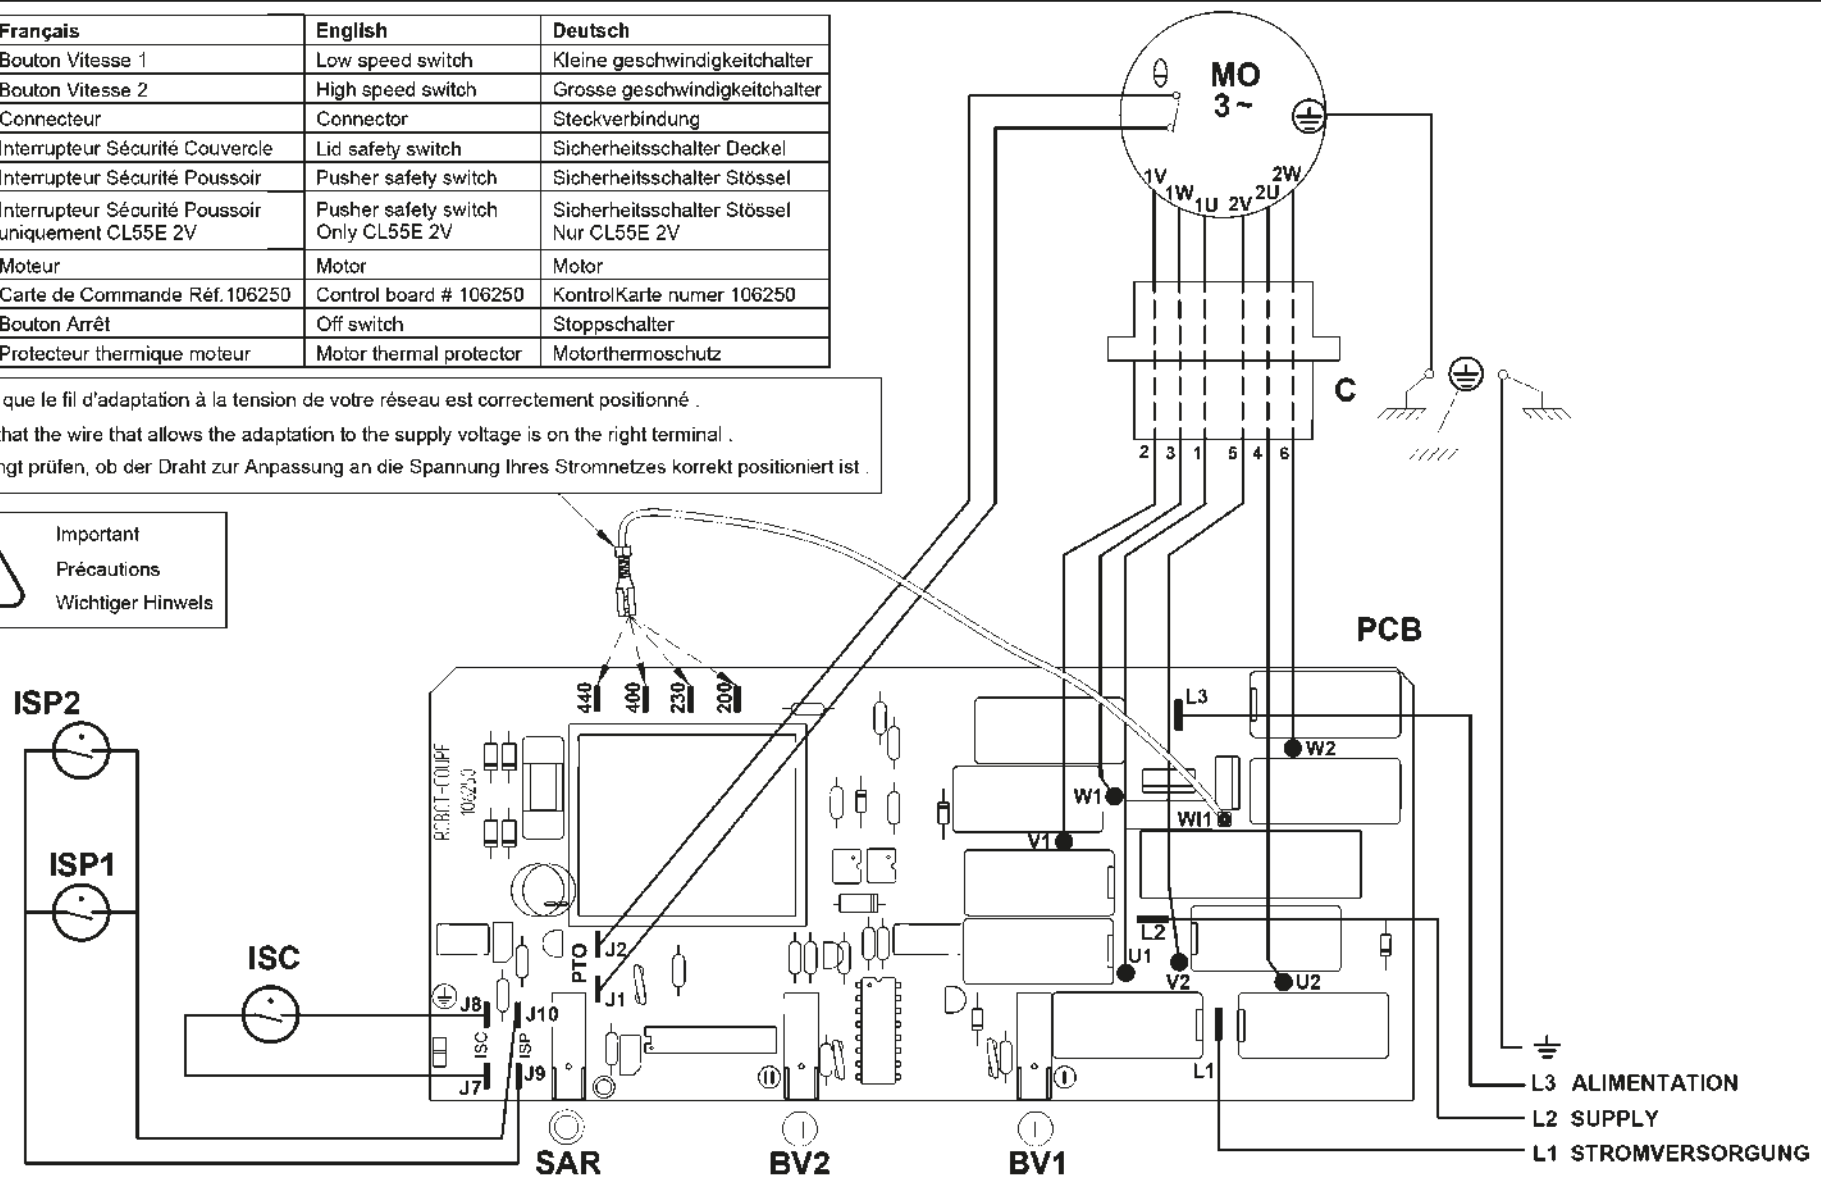 Français English Deutsch
Bouton Vitesse 1 Low speed switch Kleine geschwindigkeitchalter
Bouton Vitesse 2 High speed switch Grosse geschwindigkeitchalter
Connecteur Connector Steckverbindung
Interrupteur Sécurité Couvercle Lid safety switch Sicherheitsschalter Deckel
Interrupteur Sécurité Poussoir Pusher safety switch Sicherheitsschalter Stössel
Interrupteur Sécurité Poussoir Pusher safety switch Sicherheitsschalter Stössel
uniquement CL55E 2V Only CL55E 2V Nur CL55E 2V
Moteur Motor Motor
Carte de Commande Réf.106250 Control board # 106250 KontrolKarte numer 106250
Bouton Arrêt Off switch Stoppschalter
Protecteur thermique moteur Motor thermal protector Motorthermoschutz
que le fil d'adaptation à la tension de votre réseau est correctement positionné .
that the wire that allows the adaptation to the supply voltage is on the right terminal .
prüfen, ob der Draht zur Anpassung an die Spannung Ihres Stromnetzes korrekt positioniert ist .
Important
Précautions
Wichtiger Hinweis
θ MO
3 ~
1V 1W 1U 2V 2U 2W
C
2 3 1 5 4 6
PCB
440 400 230 200
L3
W2
W1
WI1
V1
L2
U1
V2
U2
L1
ROBOT-COUPE
106250
ISP2
ISP1
ISC
PTO
J2
J1
J8
J10
ISC
ISP
J7
J9
II
I
SAR
BV2
BV1
L3 ALIMENTATION
L2 SUPPLY
L1 STROMVERSORGUNG